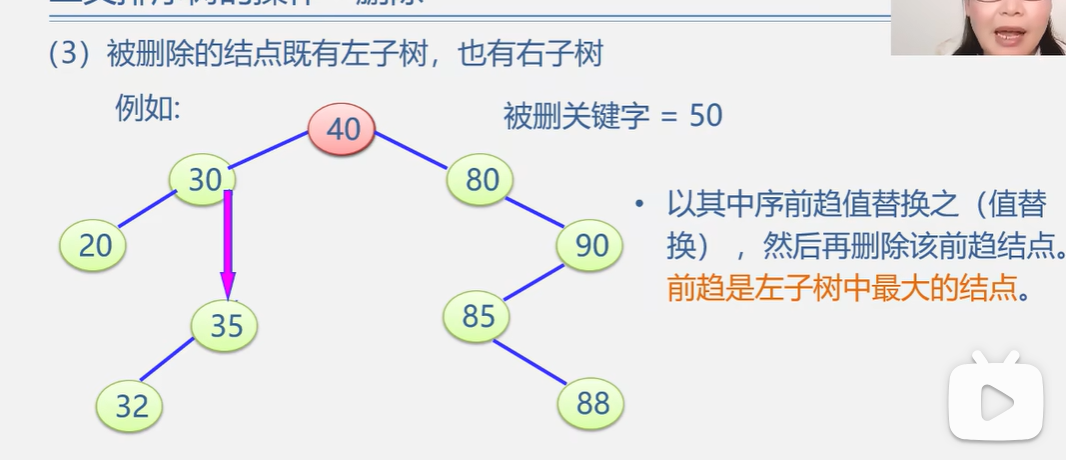 (3) 被删除的结点既有左子树，也有右子树
例如:
被删关键字 = 50
40
30
80
20
90
• 以其中序前趋值替换之（值替
换），然后再删除该前趋结点。
前趋是左子树中最大的结点。
35
85
32
88